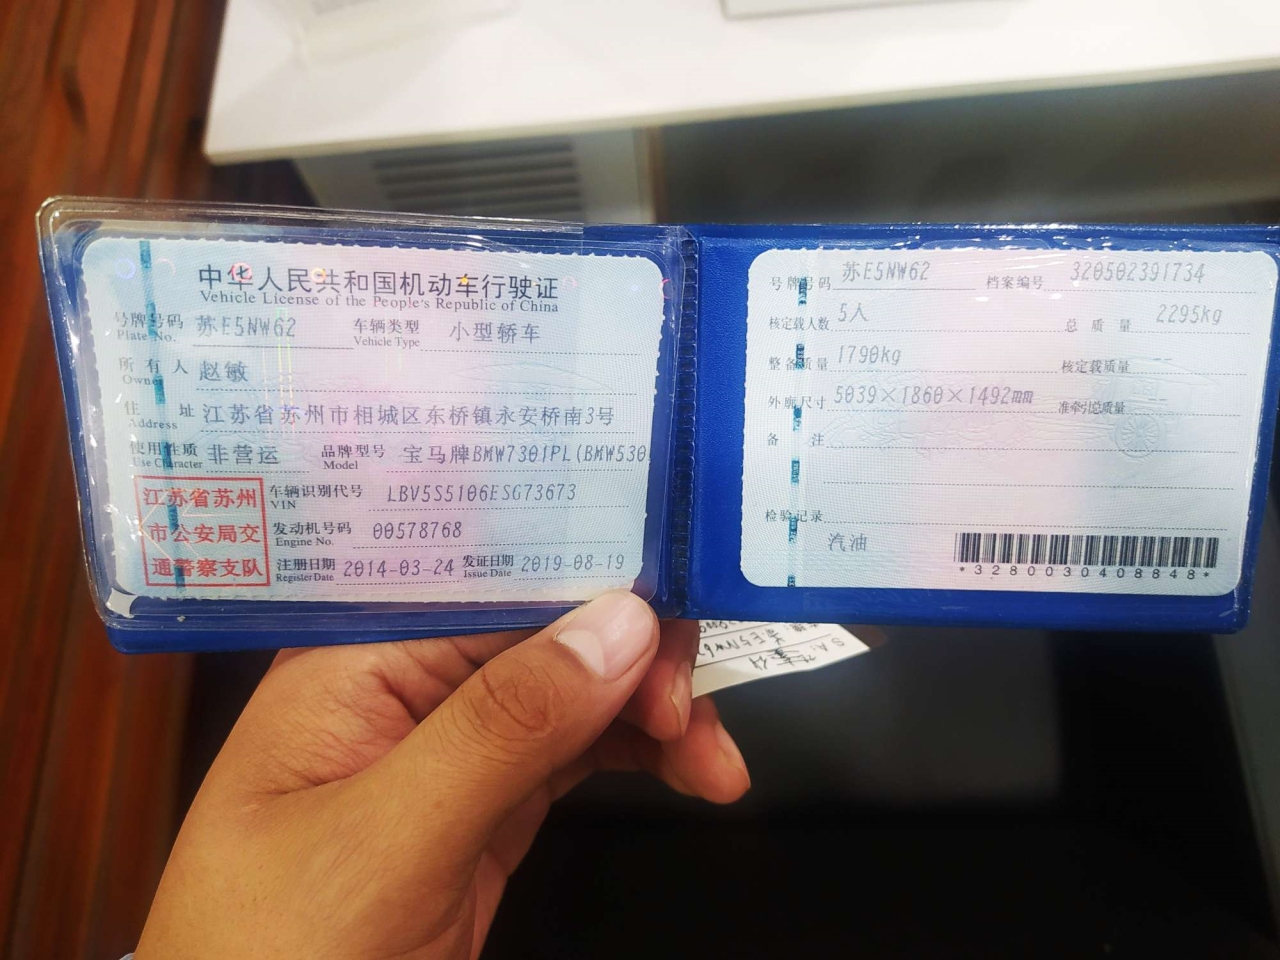 中华人民共和国机动车行驶证
Vehicle License of the People's Republic of China
号牌号码 苏E5NW62 车辆类型 小型轿车
Plate No. Vehicle Type
所有人 赵敏
Owner
住址 江苏省苏州市相城区东桥镇永安桥南3号
Address
使用性质 非营运 品牌型号 宝马牌BMW7301PL(BMW530
Use Character Model
江苏省苏州
市公安局交
通警察支队
车辆识别代号 LBV5S5106ESG73673
VIN
发动机号码 00578768
Engine No.
注册日期 2014-03-24 发证日期 2019-08-19
Register Date Issue Date
号牌号码 苏E5NW62 档案编号 320502391734
核定载人数 5人 总质量 2295kg
整备质量 1790kg 核定载质量 --
外廓尺寸 5039×1860×1492mm 准牵引总质量 --
备注
检验记录
汽油
*3280030408848*